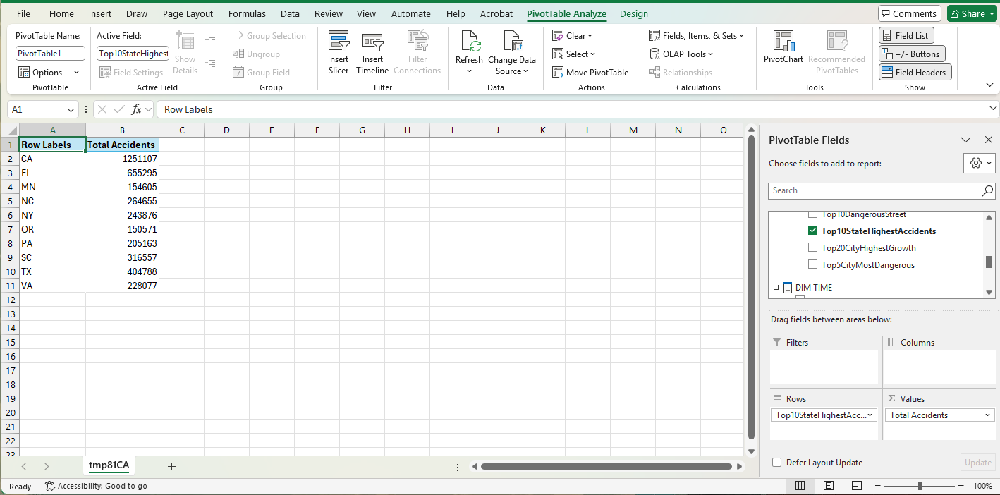 File Home Insert Draw Page Layout Formulas Data Review View Automate Help Acrobat PivotTable Analyze Design Comments Share
PivotTable Name:
PivotTable1
Options
PivotTable
Active Field:
Top10StateHighest
Field Settings
Show
Details
Active Field
Group Selection
Ungroup
7 Group Field
Group
Insert
Slicer
Insert
Timeline
Filter
Connections
Filter
Refresh
Change Data
Source
Data
Clear
Select
Move PivotTable
Actions
Fields, Items, & Sets
OLAP Tools
Relationships
Calculations
PivotChart
Recommended
PivotTables
Tools
Field List
+/- Buttons
Field Headers
Show
A1 fx Row Labels
A B C D E F G H I J K L M N O
1 Row Labels Total Accidents
2 CA 1251107
3 FL 655295
4 MN 154605
5 NC 264655
6 NY 243876
7 OR 150571
8 PA 205163
9 SC 316557
10 TX 404788
11 VA 228077
12
13
14
15
16
17
18
19
20
21
22
23
PivotTable Fields
Choose fields to add to report:
Search
Top10DangerousStreet
Top10StateHighestAccidents
Top20CityHighestGrowth
Top5CityMostDangerous
DIM TIME
Drag fields between areas below:
Filters
Columns
Rows
Σ Values
Top10StateHighestAcc...
Total Accidents
Defer Layout Update Update
tmp81CA
Ready Accessibility: Good to go 100%